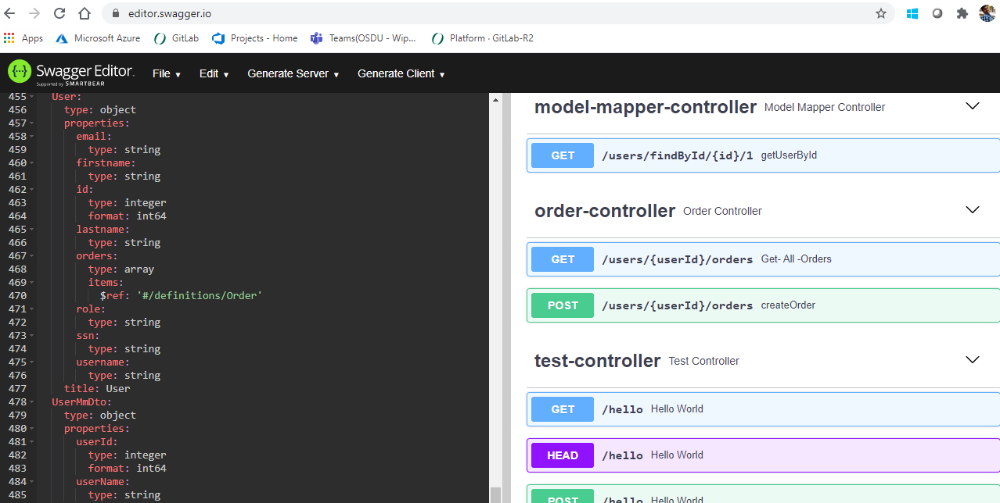 editor.swagger.io
Apps Microsoft Azure GitLab Projects - Home Teams(OSDU - Wip... Platform · GitLab-R2
{··} Swagger Editor. File ▾ Edit ▾ Generate Server ▾ Generate Client ▾
Supported by SMARTBEAR
455 User:
456 type: object
457 properties:
458 email:
459 type: string
460 firstname:
461 type: string
462 id:
463 type: integer
464 format: int64
465 lastname:
466 type: string
467 orders:
468 type: array
469 items:
470 $ref: '#/definitions/Order'
471 role:
472 type: string
473 ssn:
474 type: string
475 username:
476 type: string
477 title: User
478 UserMmDto:
479 type: object
480 properties:
481 userId:
482 type: integer
483 format: int64
484 userName:
485 type: string
model-mapper-controller Model Mapper Controller
GET /users/findById/{id}/1 getUserById
order-controller Order Controller
GET /users/{userId}/orders Get- All -Orders
POST /users/{userId}/orders createOrder
test-controller Test Controller
GET /hello Hello World
HEAD /hello Hello World
POST /hello Hello World